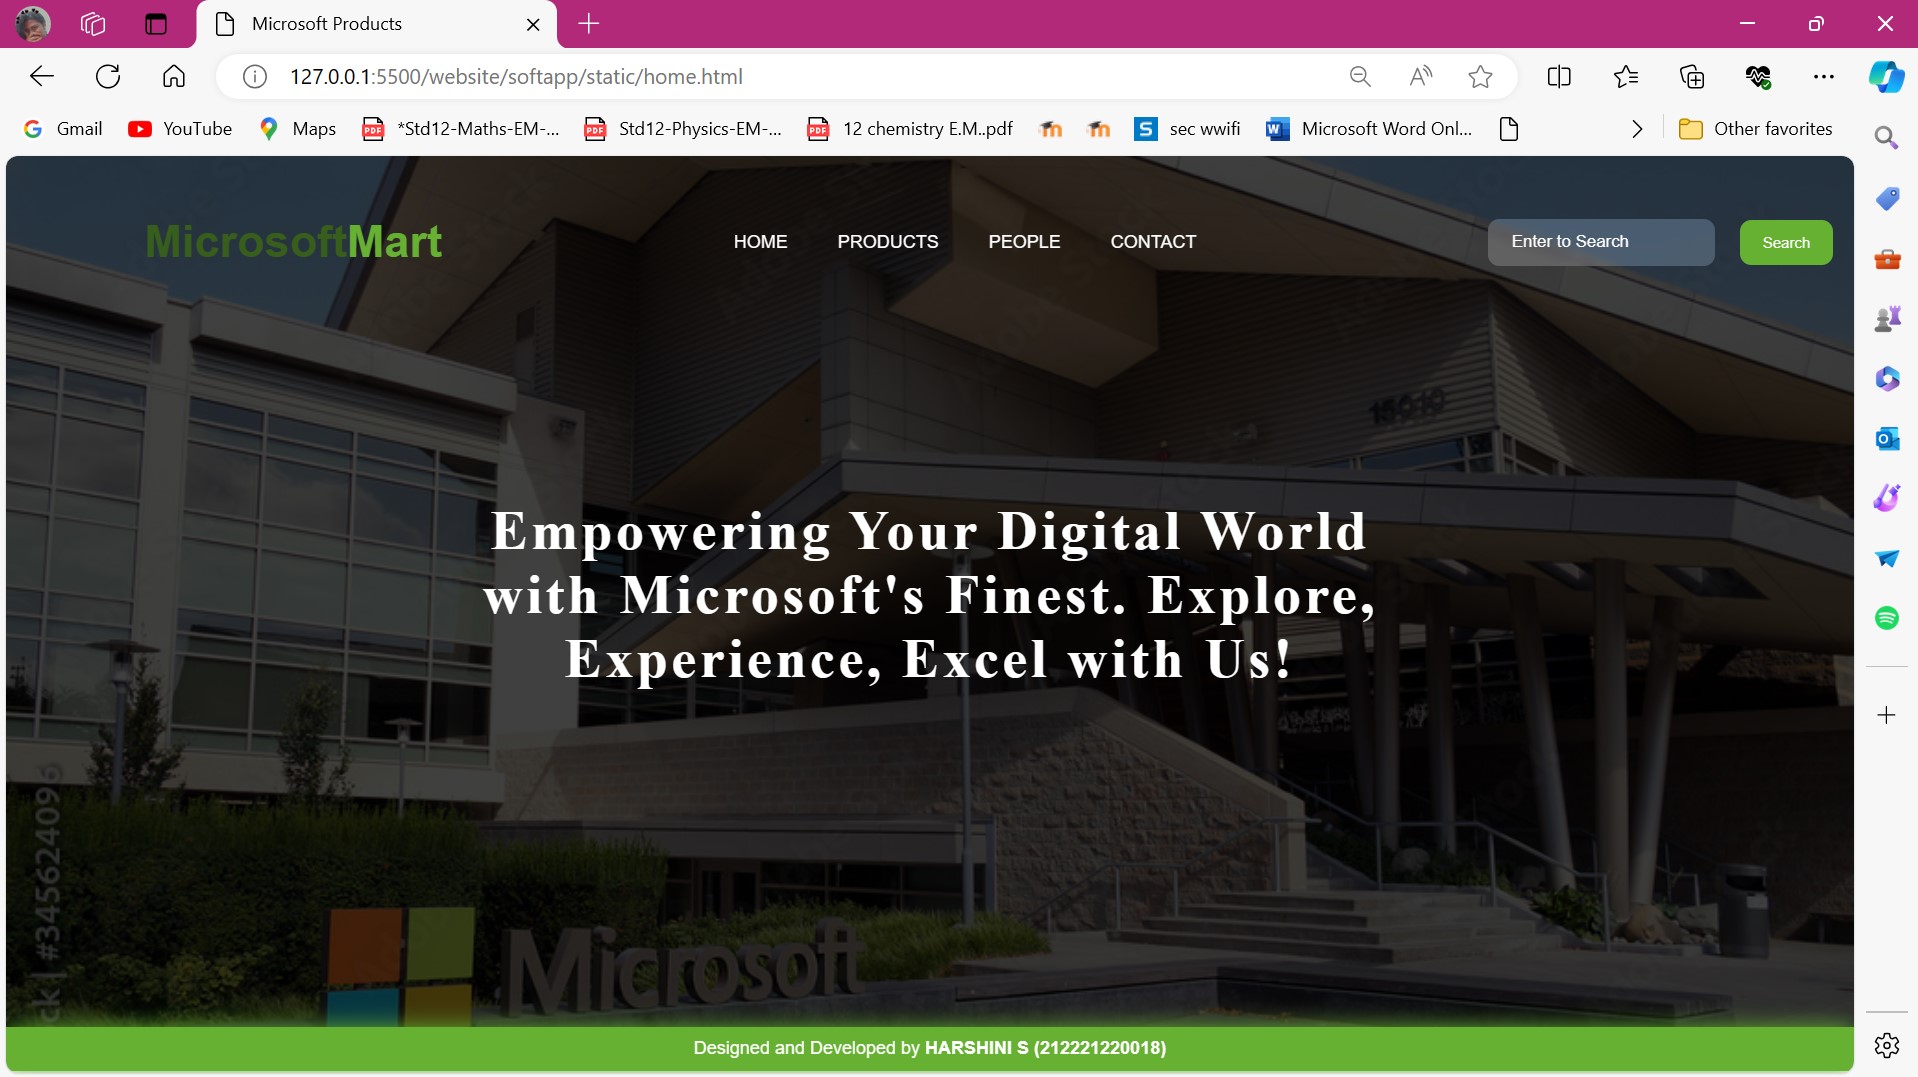 Microsoft Products
127.0.0.1:5500/website/softapp/static/home.html
Gmail
YouTube
Maps
*Std12-Maths-EM-...
Std12-Physics-EM-...
12 chemistry E.M..pdf
sec wwifi
Microsoft Word Onl...
Other favorites
MicrosoftMart
HOME
PRODUCTS
PEOPLE
CONTACT
Enter to Search
Search
15010
Empowering Your Digital World
with Microsoft's Finest. Explore,
Experience, Excel with Us!
Microsoft
ck | #345624096
Designed and Developed by HARSHINI S (212221220018)